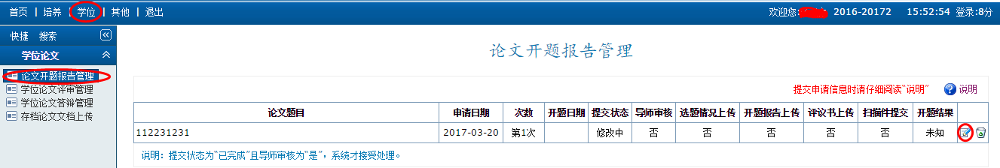 首页 | 培养 | 学位 | 其他 | 退出
欢迎您: 2016-20172 15:52:54 登录:8分
快捷 搜索
学位论文
论文开题报告管理
学位论文评审管理
学位论文答辩管理
存档论文文档上传
论文开题报告管理
提交申请信息时请仔细阅读“说明” 说明
论文题目 申请日期 次数 开题日期 提交状态 导师审核 选题情况上传 开题报告上传 评议书上传 扫描件提交 开题结果
112231231 2017-03-20 第1次 修改中 否 否 否 否 否 未知
说明：提交状态为“已完成”且导师审核为“是”，系统才接受处理。